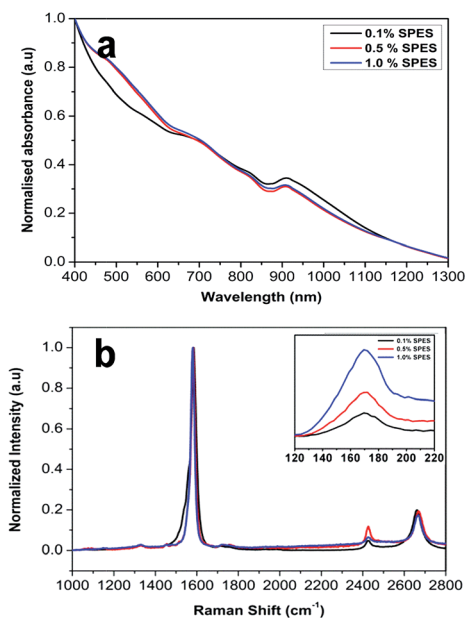 a
Normalised absorbance (a.u)
1.0
0.8
0.6
0.4
0.2
0.0
0.1% SPES
0.5 % SPES
1.0 % SPES
400 500 600 700 800 900 1000 1100 1200 1300
Wavelength (nm)
b
Normalized Intensity (a.u)
1.0
0.8
0.6
0.4
0.2
0.0
0.1% SPES
0.5% SPES
1.0% SPES
120 140 160 180 200 220
1000 1200 1400 1600 1800 2000 2200 2400 2600 2800
Raman Shift (cm-1)